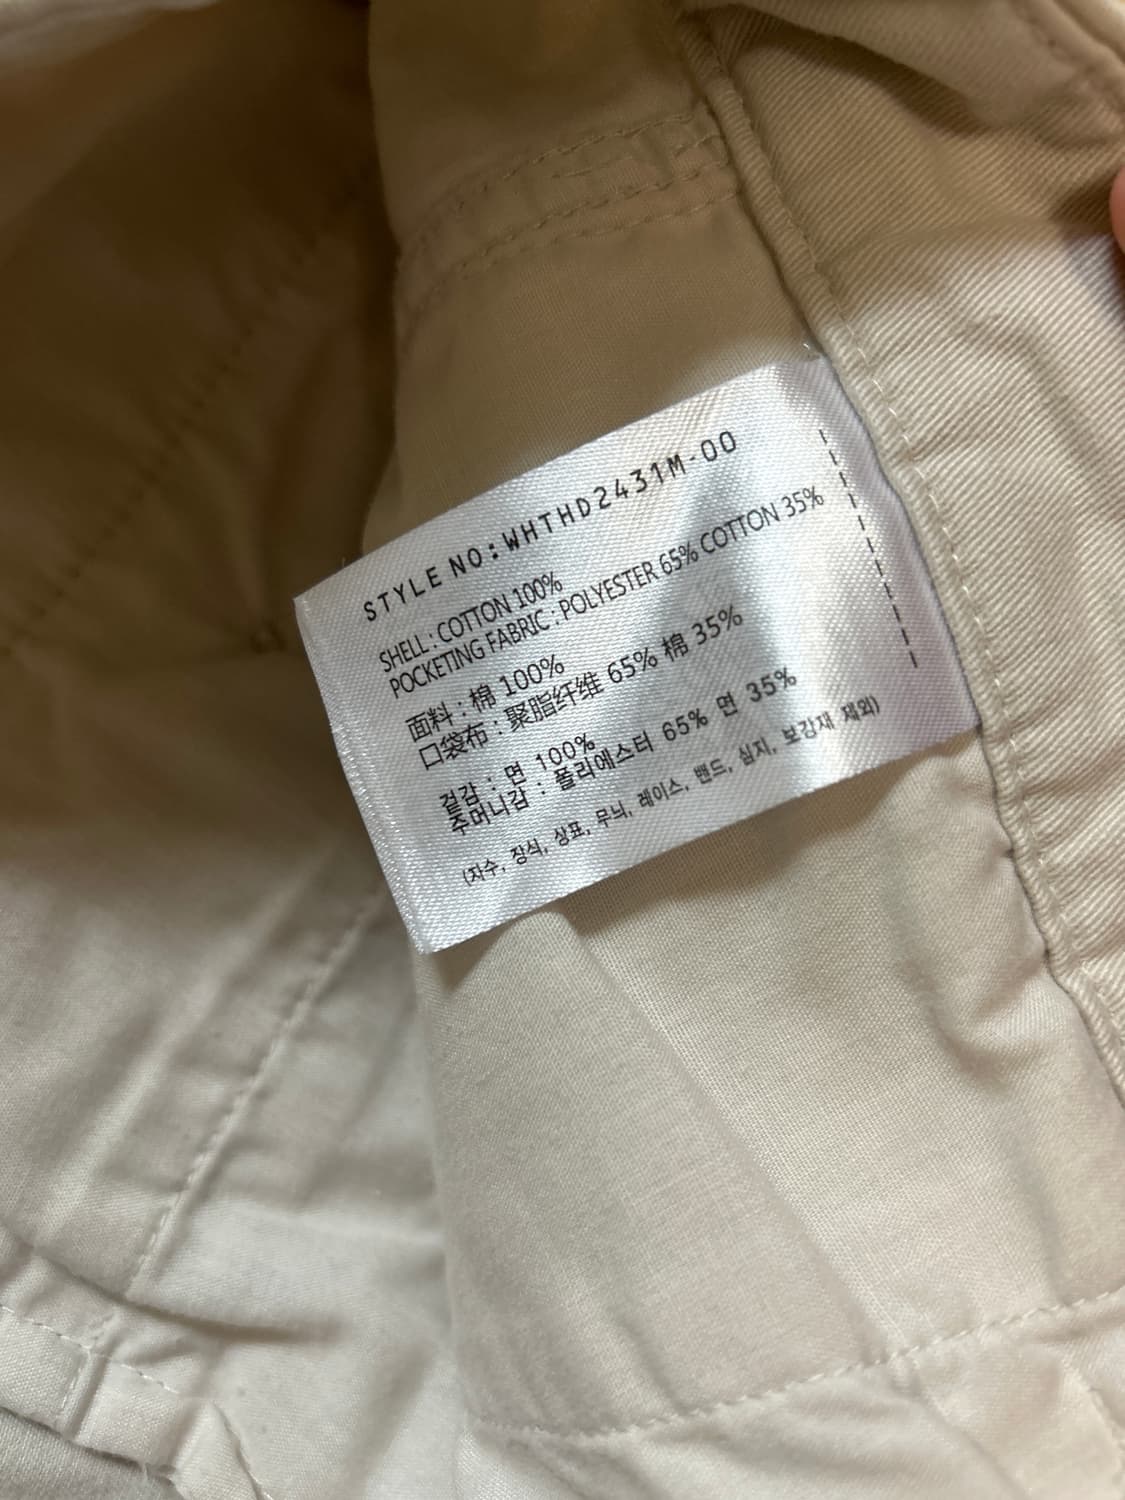 STYLE NO:WHTHD2431M-00
SHELL : COTTON 100%
POCKETING FABRIC : POLYESTER 65% COTTON 35%
面料 : 棉 100%
口袋布 : 聚脂纤维 65% 棉 35%
겉감 : 면 100%
주머니감 : 폴리에스터 65% 면 35%
(자수, 장식, 상표, 무늬, 레이스, 밴드, 심지, 보강재 제외)